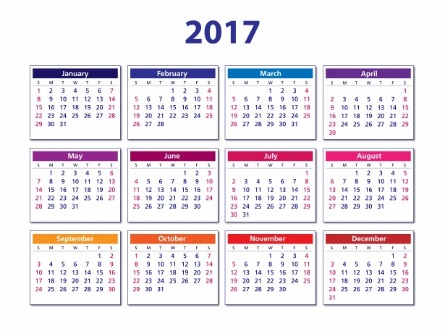 2017
January
S M T W T F S
1 2 3 4 5 6 7
8 9 10 11 12 13 14
15 16 17 18 19 20 21
22 23 24 25 26 27 28
29 30 31
February
S M T W T F S
1 2 3 4
5 6 7 8 9 10 11
12 13 14 15 16 17 18
19 20 21 22 23 24 25
26 27 28
March
S M T W T F S
1 2 3 4
5 6 7 8 9 10 11
12 13 14 15 16 17 18
19 20 21 22 23 24 25
26 27 28 29 30 31
April
S M T W T F S
1
2 3 4 5 6 7 8
9 10 11 12 13 14 15
16 17 18 19 20 21 22
23 24 25 26 27 28 29
30
May
S M T W T F S
1 2 3 4 5 6
7 8 9 10 11 12 13
14 15 16 17 18 19 20
21 22 23 24 25 26 27
28 29 30 31
June
S M T W T F S
1 2 3
4 5 6 7 8 9 10
11 12 13 14 15 16 17
18 19 20 21 22 23 24
25 26 27 28 29 30
July
S M T W T F S
1
2 3 4 5 6 7 8
9 10 11 12 13 14 15
16 17 18 19 20 21 22
23 24 25 26 27 28 29
30 31
August
S M T W T F S
1 2 3 4 5
6 7 8 9 10 11 12
13 14 15 16 17 18 19
20 21 22 23 24 25 26
27 28 29 30 31
September
S M T W T F S
1 2
3 4 5 6 7 8 9
10 11 12 13 14 15 16
17 18 19 20 21 22 23
24 25 26 27 28 29 30
October
S M T W T F S
1 2 3 4 5 6 7
8 9 10 11 12 13 14
15 16 17 18 19 20 21
22 23 24 25 26 27 28
29 30 31
November
S M T W T F S
1 2 3 4
5 6 7 8 9 10 11
12 13 14 15 16 17 18
19 20 21 22 23 24 25
26 27 28 29 30
December
S M T W T F S
1 2
3 4 5 6 7 8 9
10 11 12 13 14 15 16
17 18 19 20 21 22 23
24 25 26 27 28 29 30
31